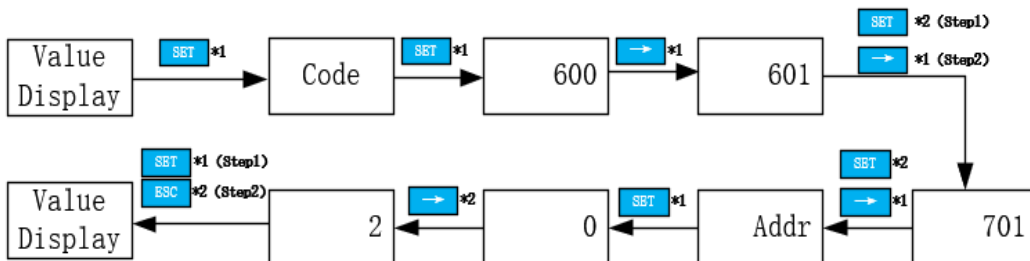 SET *2 (Step1)
Value Display
SET *1
Code
SET *1
600
→ *1
601
→ *1 (Step2)
Value Display
SET *1 (Step1)
ESC *2 (Step2)
2
→ *2
0
SET *1
Addr
SET *2
→ *1
701